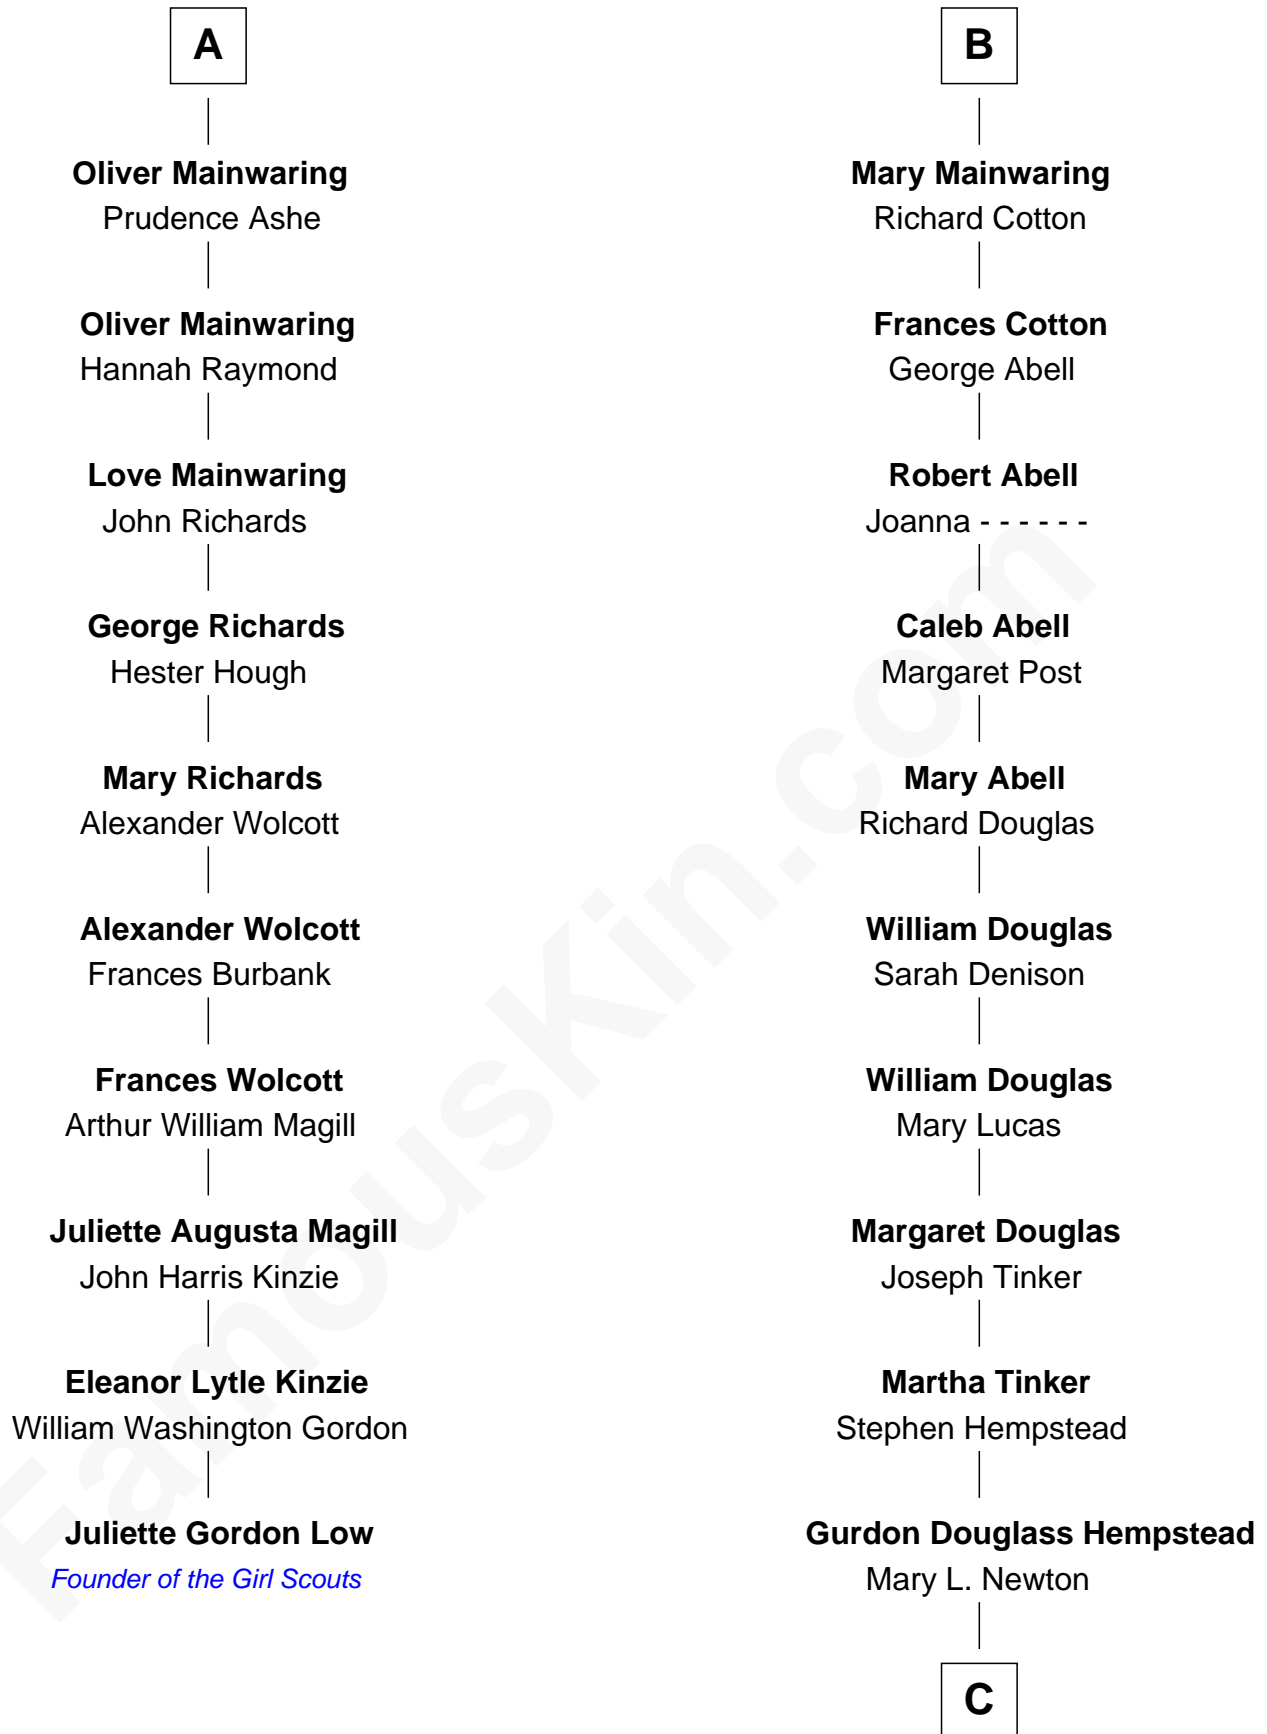 A
Oliver Mainwaring
Prudence Ashe
Oliver Mainwaring
Hannah Raymond
Love Mainwaring
John Richards
George Richards
Hester Hough
Mary Richards
Alexander Wolcott
Alexander Wolcott
Frances Burbank
Frances Wolcott
Arthur William Magill
Juliette Augusta Magill
John Harris Kinzie
Eleanor Lytle Kinzie
William Washington Gordon
Juliette Gordon Low
Founder of the Girl Scouts
B
Mary Mainwaring
Richard Cotton
Frances Cotton
George Abell
Robert Abell
Joanna - - - - - -
Caleb Abell
Margaret Post
Mary Abell
Richard Douglas
William Douglas
Sarah Denison
William Douglas
Mary Lucas
Margaret Douglas
Joseph Tinker
Martha Tinker
Stephen Hempstead
Gurdon Douglass Hempstead
Mary L. Newton
C
FamousKin.com